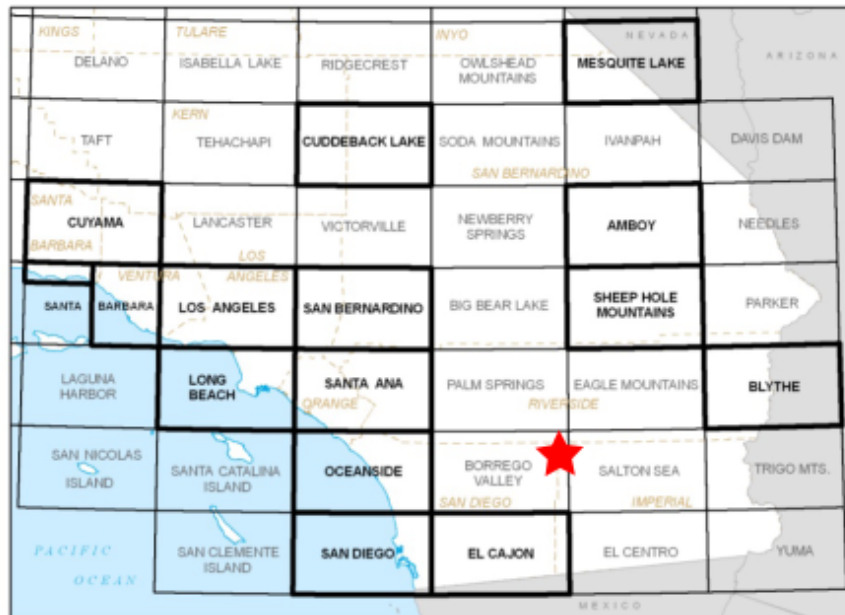 KINGS
TULARE
INYO
NEVADA
ARIZONA
DELANO
ISABELLA LAKE
RIDGECREST
OWLSHEAD
MOUNTAINS
MESQUITE LAKE
KERN
TAFT
TEHACHAPI
CUDDEBACK LAKE
SODA MOUNTAINS
IVANPAH
DAVIS DAM
SAN BERNARDINO
SANTA
BARBARA
CUYAMA
LANCASTER
LOS
ANGELES
VICTORVILLE
NEWBERRY
SPRINGS
AMBOY
NEEDLES
VENTURA
SANTA
BARBARA
LOS ANGELES
SAN BERNARDINO
BIG BEAR LAKE
SHEEP HOLE
MOUNTAINS
PARKER
LAGUNA
HARBOR
LONG
BEACH
SANTA ANA
ORANGE
PALM SPRINGS
EAGLE MOUNTAINS
RIVERSIDE
BLYTHE
SAN NICOLAS
ISLAND
SANTA CATALINA
ISLAND
OCEANSIDE
BORREGO
VALLEY
SAN DIEGO
SALTON SEA
IMPERIAL
TRIGO MTS.
PACIFIC
OCEAN
SAN CLEMENTE
ISLAND
SAN DIEGO
EL CAJON
EL CENTRO
YUMA
MEXICO